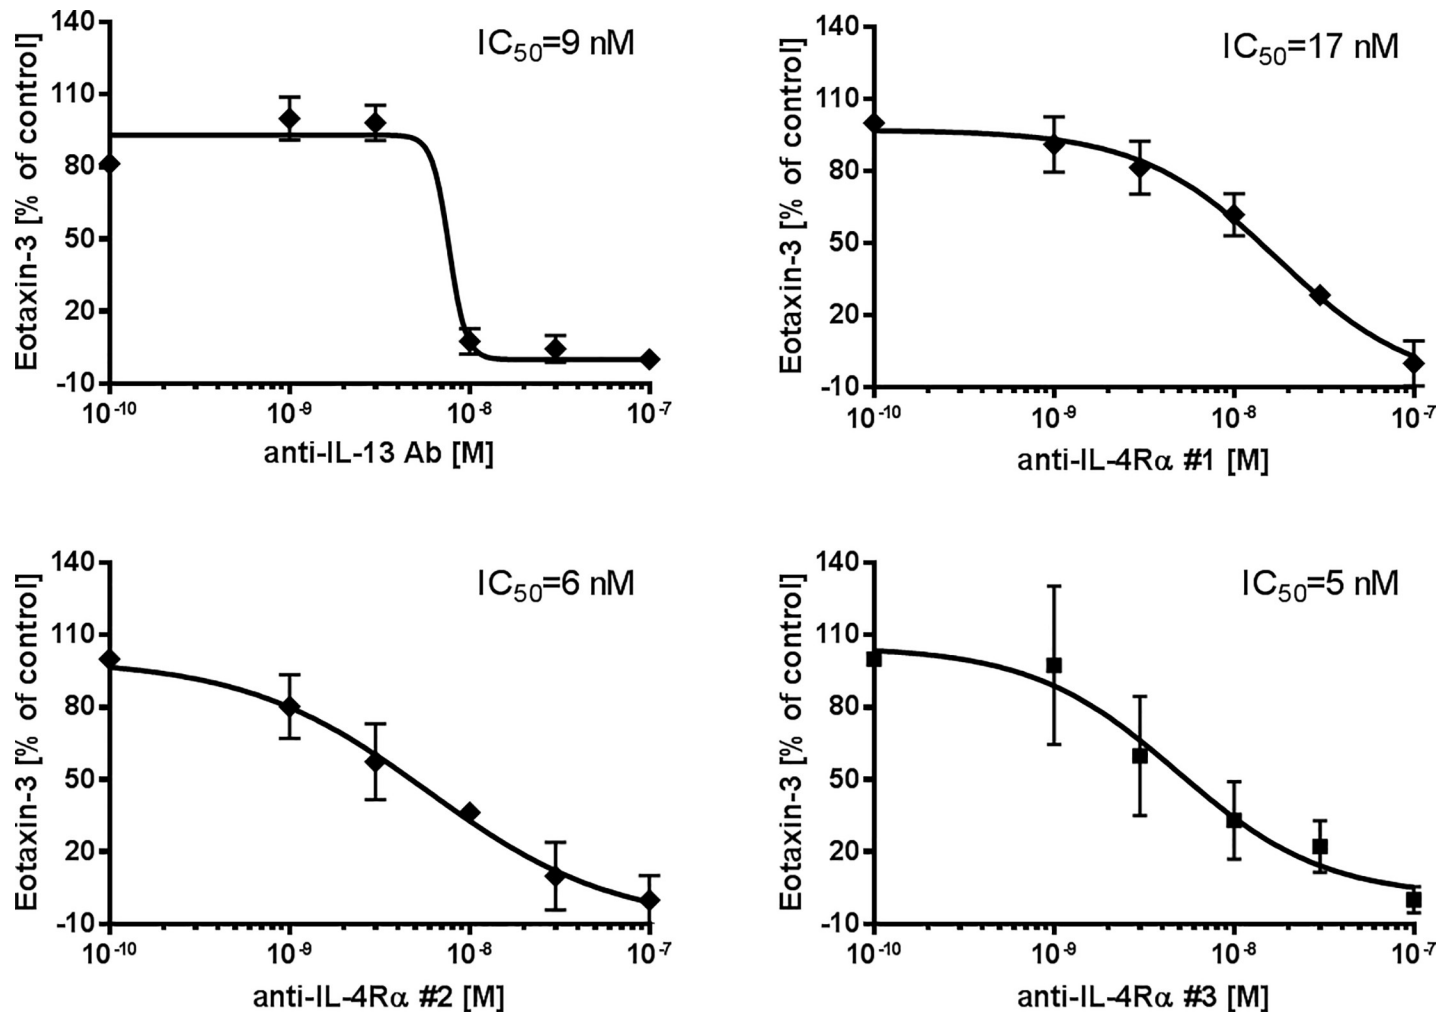 IC50=9 nM
Eotaxin-3 [% of control]
140
110
80
50
20
-10
10-10 10-9 10-8 10-7
anti-IL-13 Ab [M]
IC50=17 nM
Eotaxin-3 [% of control]
140
110
80
50
20
-10
10-10 10-9 10-8 10-7
anti-IL-4Rα #1 [M]
IC50=6 nM
Eotaxin-3 [% of control]
140
110
80
50
20
-10
10-10 10-9 10-8 10-7
anti-IL-4Rα #2 [M]
IC50=5 nM
Eotaxin-3 [% of control]
140
110
80
50
20
-10
10-10 10-9 10-8 10-7
anti-IL-4Rα #3 [M]